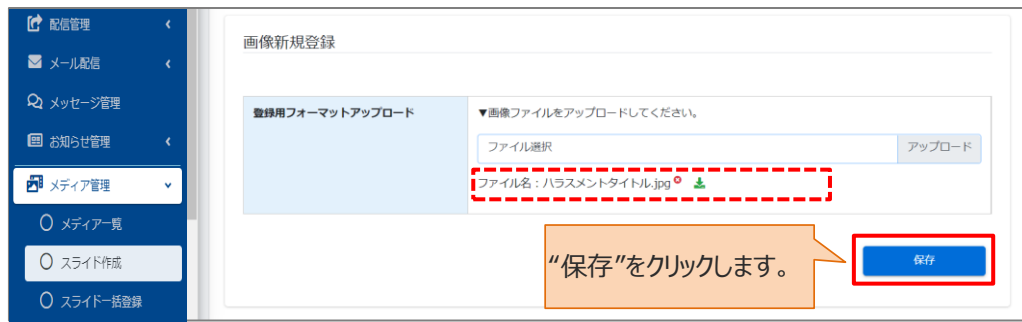 配信管理
メール配信
メッセージ管理
お知らせ管理
メディア管理
メディア一覧
スライド作成
スライド一括登録
画像新規登録
登録用フォーマットアップロード
▼画像ファイルをアップロードしてください。
ファイル選択
アップロード
ファイル名：ハラスメントタイトル.jpg
“保存”をクリックします。
保存